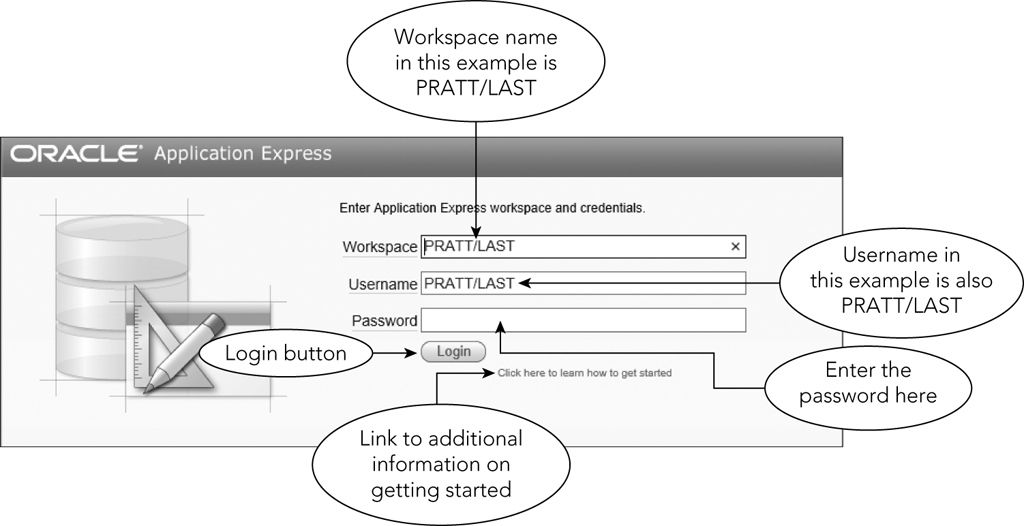 Workspace name
in this example is
PRATT/LAST
ORACLE® Application Express
Enter Application Express workspace and credentials.
Workspace PRATT/LAST ×
Username PRATT/LAST
Username in
this example is also
PRATT/LAST
Password
Login button
Login
Click here to learn how to get started
Enter the
password here
Link to additional
information on
getting started